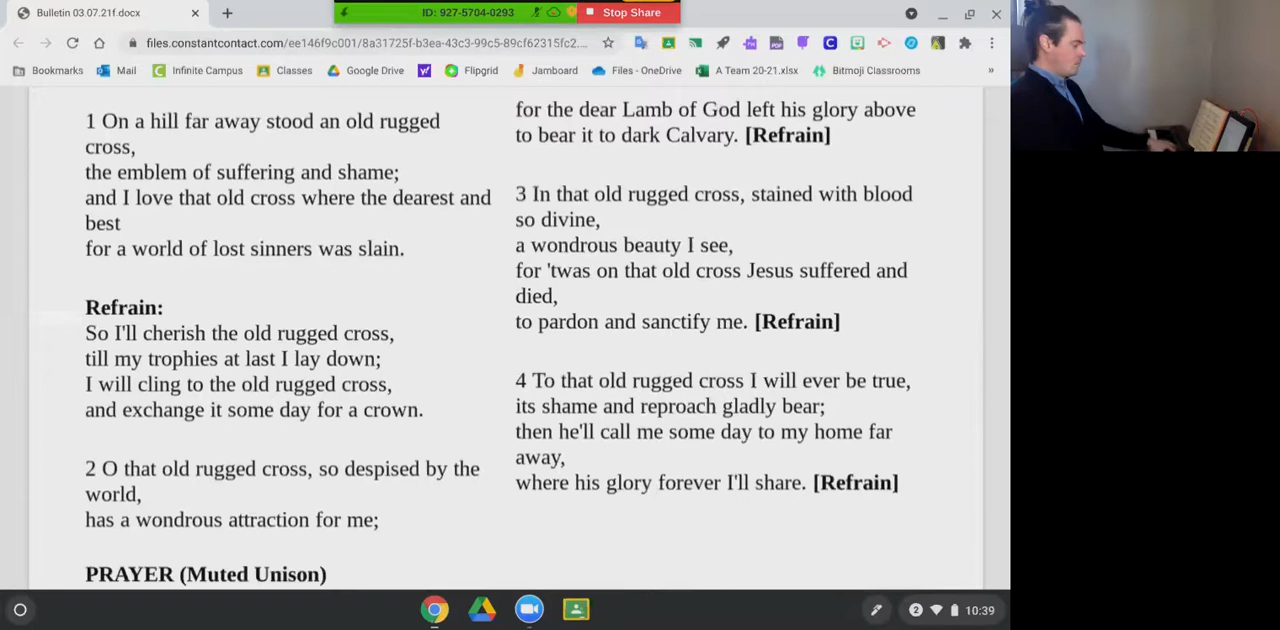 Bulletin 03.07.21f.docx
ID: 927-5704-0293
Stop Share
files.constantcontact.com/ee146f9c001/8a31725f-b3ea-43c3-99c5-89cf62315fc2...
Bookmarks Mail Infinite Campus Classes Google Drive Flipgrid Jamboard Files - OneDrive A Team 20-21.xlsx Bitmoji Classrooms »
1 On a hill far away stood an old rugged
cross,
the emblem of suffering and shame;
and I love that old cross where the dearest and
best
for a world of lost sinners was slain.
Refrain:
So I'll cherish the old rugged cross,
till my trophies at last I lay down;
I will cling to the old rugged cross,
and exchange it some day for a crown.
2 O that old rugged cross, so despised by the
world,
has a wondrous attraction for me;
for the dear Lamb of God left his glory above
to bear it to dark Calvary. [Refrain]
3 In that old rugged cross, stained with blood
so divine,
a wondrous beauty I see,
for 'twas on that old cross Jesus suffered and
died,
to pardon and sanctify me. [Refrain]
4 To that old rugged cross I will ever be true,
its shame and reproach gladly bear;
then he'll call me some day to my home far
away,
where his glory forever I'll share. [Refrain]
PRAYER (Muted Unison)
2 10:39